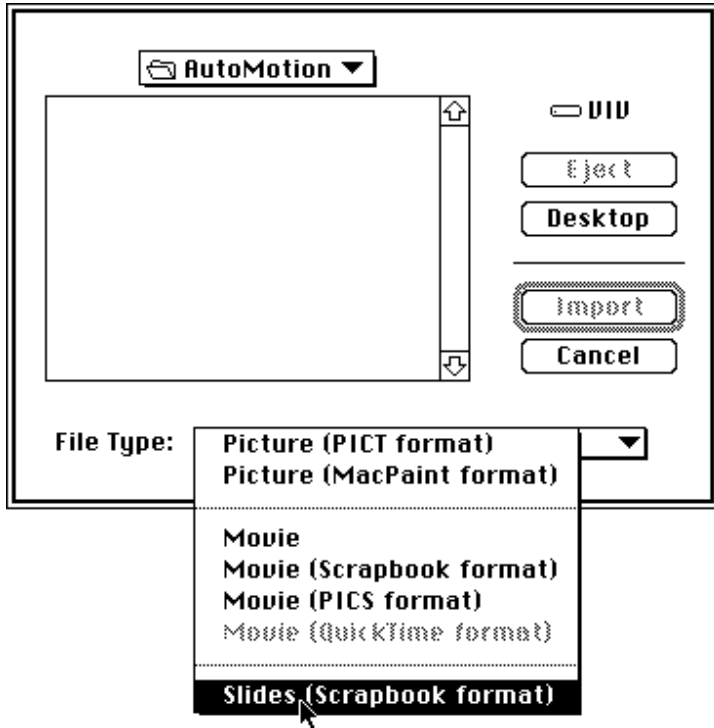 AutoMotion
VIV
Eject
Desktop
Import
Cancel
File Type:
Picture (PICT format)
Picture (MacPaint format)
Movie
Movie (Scrapbook format)
Movie (PICS format)
Movie (QuickTime format)
Slides (Scrapbook format)